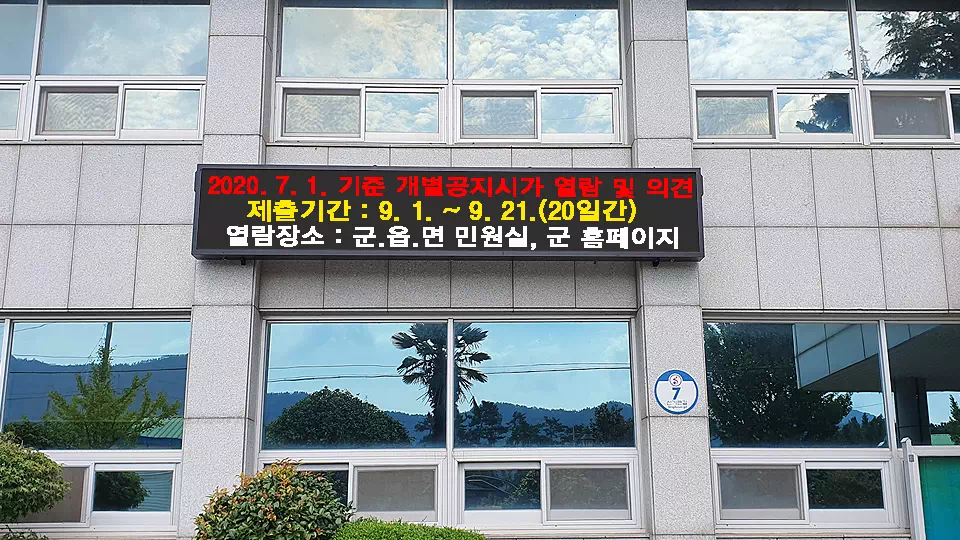 2020. 7. 1. 기준 개별공지시가 열람 및 의견
제출기간 : 9. 1. ~ 9. 21.(20일간)
열람장소 : 군.읍.면 민원실, 군 홈페이지
7